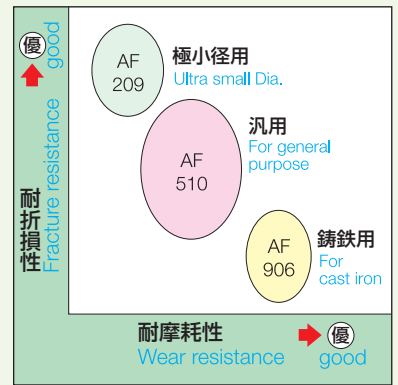 優
good
耐折損性
Fracture resistance
AF
209
極小径用
Ultra small Dia.
AF
510
汎用
For general
purpose
AF
906
鋳鉄用
For
cast iron
耐摩耗性
優
Wear resistance
good